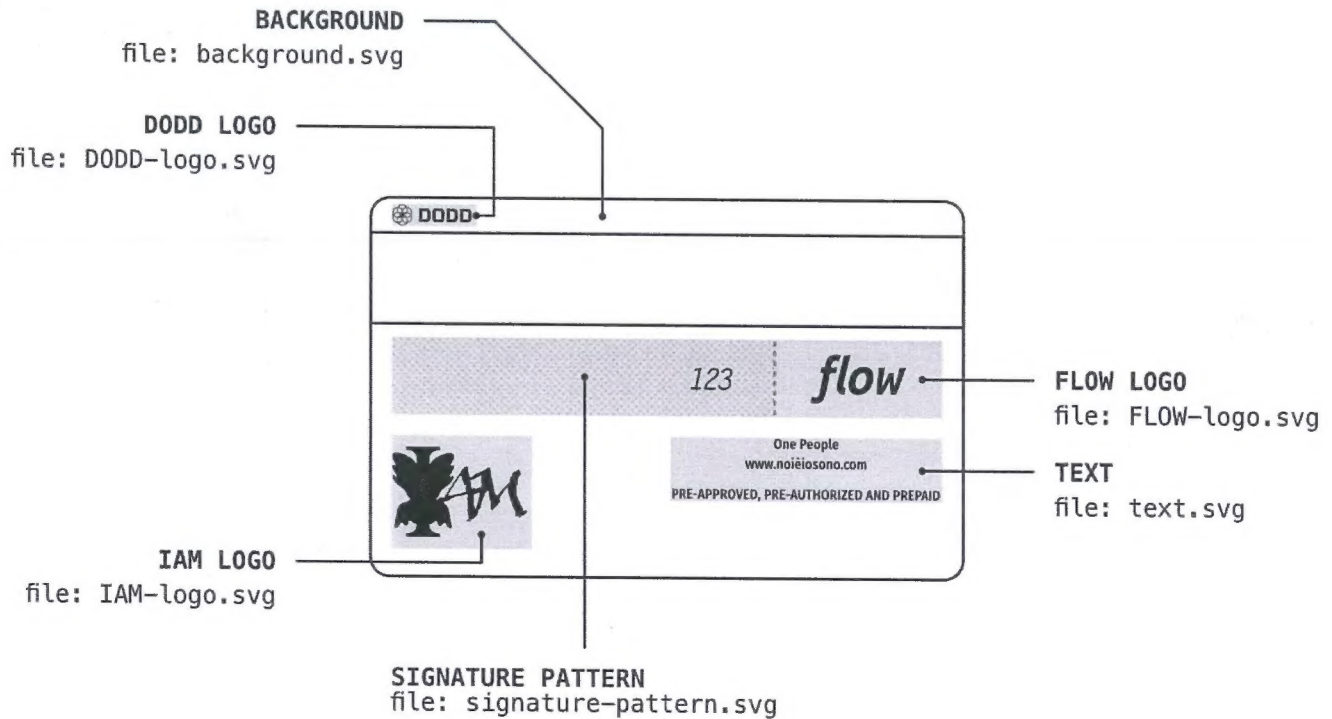 BACKGROUND
file: background.svg
DODD LOGO
file: DODD-logo.svg
DODD
123
flow
FLOW LOGO
file: FLOW-logo.svg
One People
www.noièiosono.com
PRE-APPROVED, PRE-AUTHORIZED AND PREPAID
TEXT
file: text.svg
IAM
IAM LOGO
file: IAM-logo.svg
SIGNATURE PATTERN
file: signature-pattern.svg